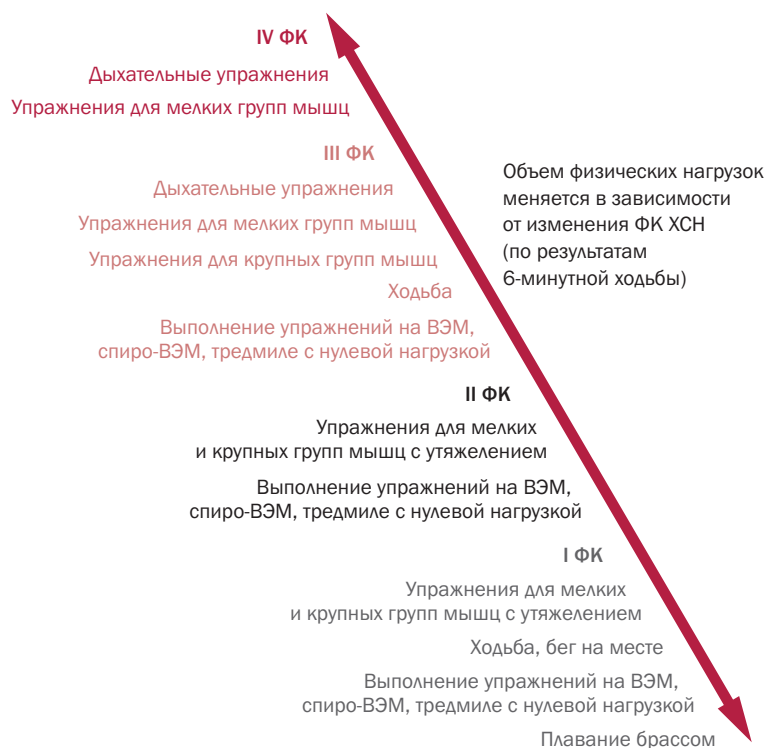 IV ФК
Дыхательные упражнения
Упражнения для мелких групп мышц
III ФК
Дыхательные упражнения
Упражнения для мелких групп мышц
Упражнения для крупных групп мышц
Ходьба
Выполнение упражнений на ВЭМ,
спиро-ВЭМ, тредмиле с нулевой нагрузкой
Объем физических нагрузок
меняется в зависимости
от изменения ФК ХСН
(по результатам
6-минутной ходьбы)
II ФК
Упражнения для мелких
и крупных групп мышц с утяжелением
Выполнение упражнений на ВЭМ,
спиро-ВЭМ, тредмиле с нулевой нагрузкой
I ФК
Упражнения для мелких
и крупных групп мышц с утяжелением
Ходьба, бег на месте
Выполнение упражнений на ВЭМ,
спиро-ВЭМ, тредмиле с нулевой нагрузкой
Плавание брассом